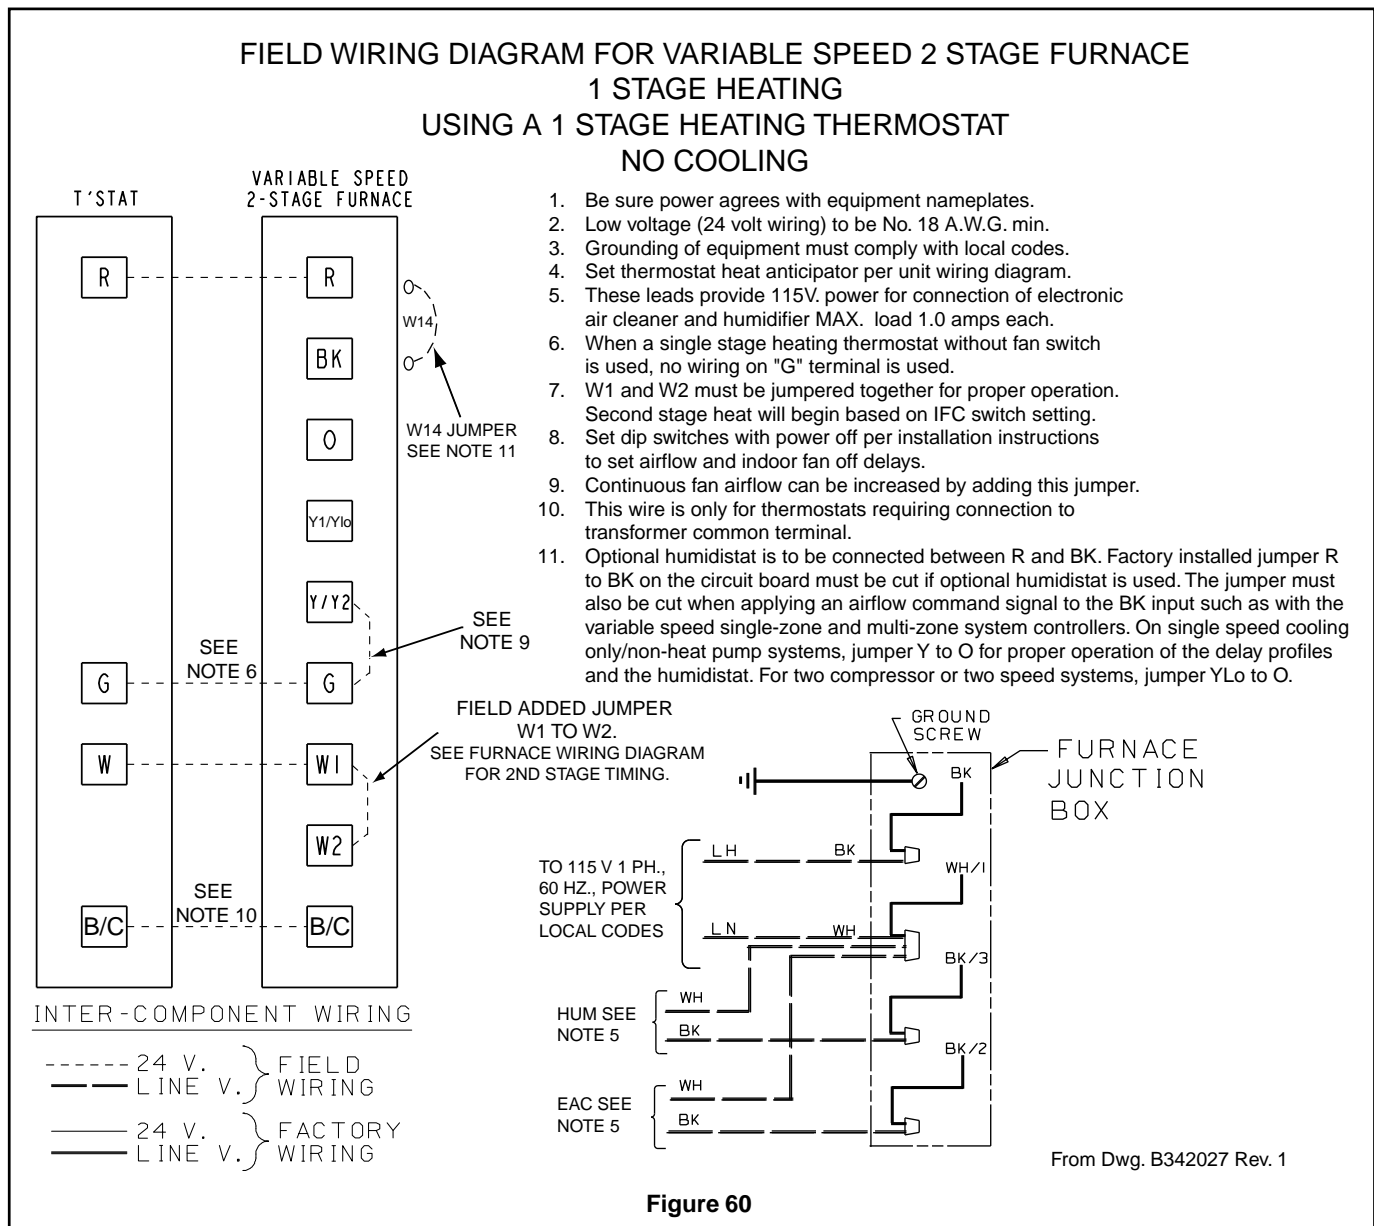 FIELD WIRING DIAGRAM FOR VARIABLE SPEED 2 STAGE FURNACE
1 STAGE HEATING
USING A 1 STAGE HEATING THERMOSTAT
NO COOLING
T'STAT
VARIABLE SPEED
2-STAGE FURNACE
R
R
BK
O
Y1/Ylo
Y/Y2
G
G
W
W1
W2
B/C
B/C
W14
W14 JUMPER
SEE NOTE 11
SEE
NOTE 9
SEE
NOTE 6
FIELD ADDED JUMPER
W1 TO W2.
SEE FURNACE WIRING DIAGRAM
FOR 2ND STAGE TIMING.
SEE
NOTE 10
1. Be sure power agrees with equipment nameplates.
2. Low voltage (24 volt wiring) to be No. 18 A.W.G. min.
3. Grounding of equipment must comply with local codes.
4. Set thermostat heat anticipator per unit wiring diagram.
5. These leads provide 115V. power for connection of electronic
air cleaner and humidifier MAX. load 1.0 amps each.
6. When a single stage heating thermostat without fan switch
is used, no wiring on "G" terminal is used.
7. W1 and W2 must be jumpered together for proper operation.
Second stage heat will begin based on IFC switch setting.
8. Set dip switches with power off per installation instructions
to set airflow and indoor fan off delays.
9. Continuous fan airflow can be increased by adding this jumper.
10. This wire is only for thermostats requiring connection to
transformer common terminal.
11. Optional humidistat is to be connected between R and BK. Factory installed jumper R
to BK on the circuit board must be cut if optional humidistat is used. The jumper must
also be cut when applying an airflow command signal to the BK input such as with the
variable speed single-zone and multi-zone system controllers. On single speed cooling
only/non-heat pump systems, jumper Y to O for proper operation of the delay profiles
and the humidistat. For two compressor or two speed systems, jumper YLo to O.
GROUND
SCREW
FURNACE
JUNCTION
BOX
BK
LH BK
WH/1
TO 115 V 1 PH.,
60 HZ., POWER
SUPPLY PER
LOCAL CODES
LN WH
BK/3
HUM SEE
NOTE 5
WH
BK
BK/2
EAC SEE
NOTE 5
WH
BK
INTER-COMPONENT WIRING
24 V.
LINE V.
FIELD
WIRING
24 V.
LINE V.
FACTORY
WIRING
From Dwg. B342027 Rev. 1
Figure 60